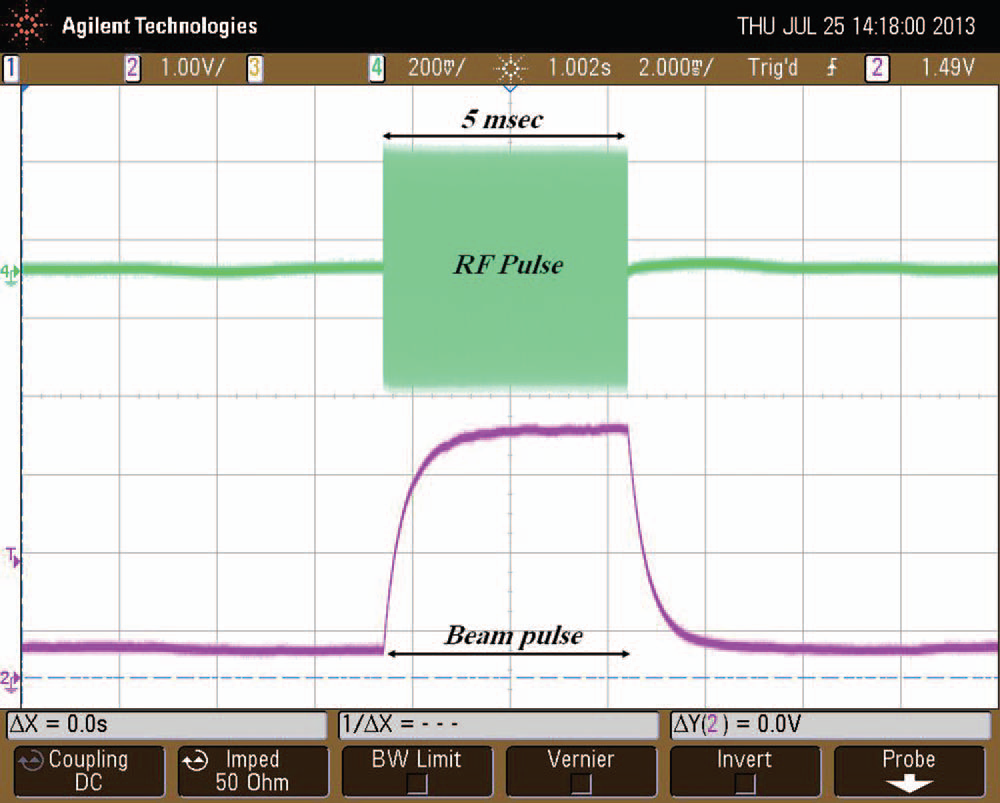 Agilent Technologies
THU JUL 25 14:18:00 2013
1 2 1.00V/ 3 4 200mV/ 1.002s 2.000ms/ Trig'd 2 1.49V
5 msec
4
RF Pulse
T
Beam pulse
2
ΔX = 0.0s
1/ΔX = - - -
ΔY(2) = 0.0V
Coupling
DC
Imped
50 Ohm
BW Limit
Vernier
Invert
Probe